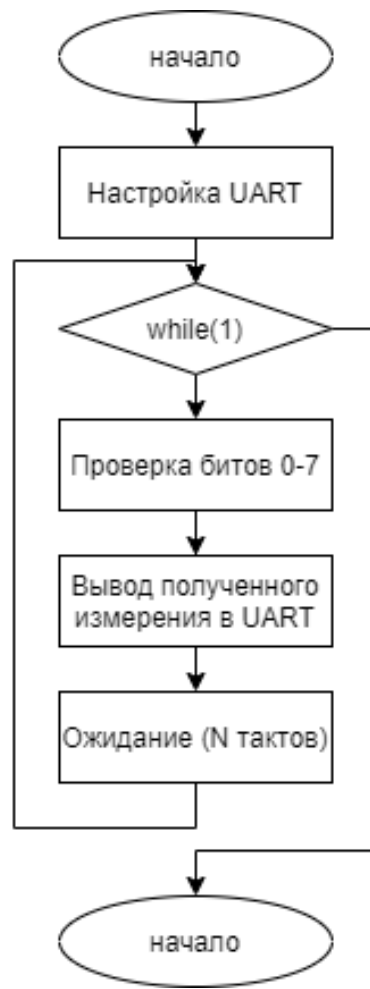 начало
Настройка UART
while(1)
Проверка битов 0-7
Вывод полученного
измерения в UART
Ожидание (N тактов)
начало